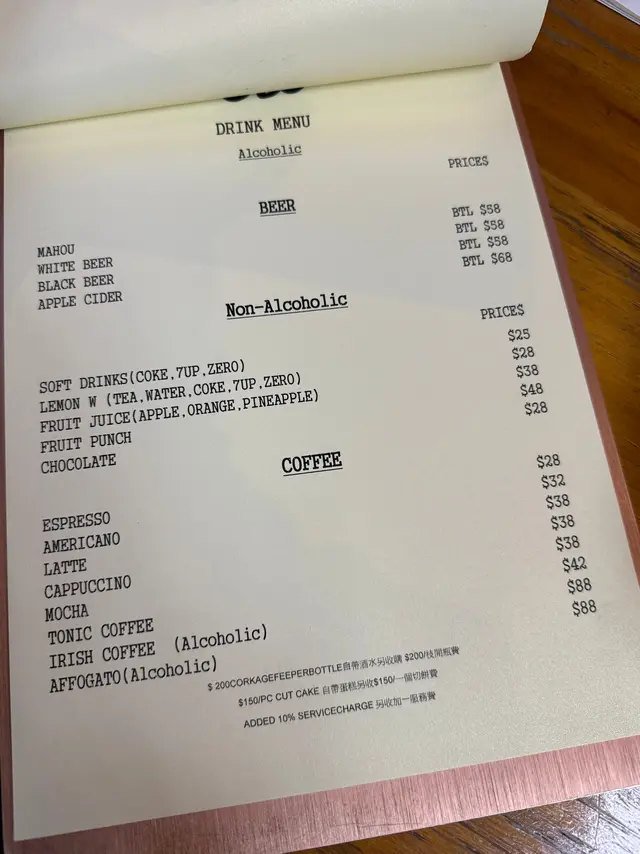 DRINK MENU
Alcoholic
PRICE$
BEER
MAHOU BTL $58
WHITE BEER BTL $58
BLACK BEER BTL $58
APPLE CIDER BTL $68
Non-Alcoholic
PRICE$
SOFT DRINKS(COKE,7UP,ZERO) $25
LEMON W (TEA,WATER,COKE,7UP,ZERO) $28
FRUIT JUICE(APPLE,ORANGE,PINEAPPLE) $38
FRUIT PUNCH $48
CHOCOLATE $28
COFFEE
ESPRESSO $28
AMERICANO $32
LATTE $38
CAPPUCCINO $38
MOCHA $38
TONIC COFFEE $42
IRISH COFFEE (Alcoholic) $88
AFFOGATO(Alcoholic) $88
$ 200CORKAGEFEEPERBOTTLE自帶酒水另收購 $200/枝開瓶費
$150/PC CUT CAKE 自帶蛋糕另收$150/一個切餅費
ADDED 10% SERVICECHARGE 另收加一服務費